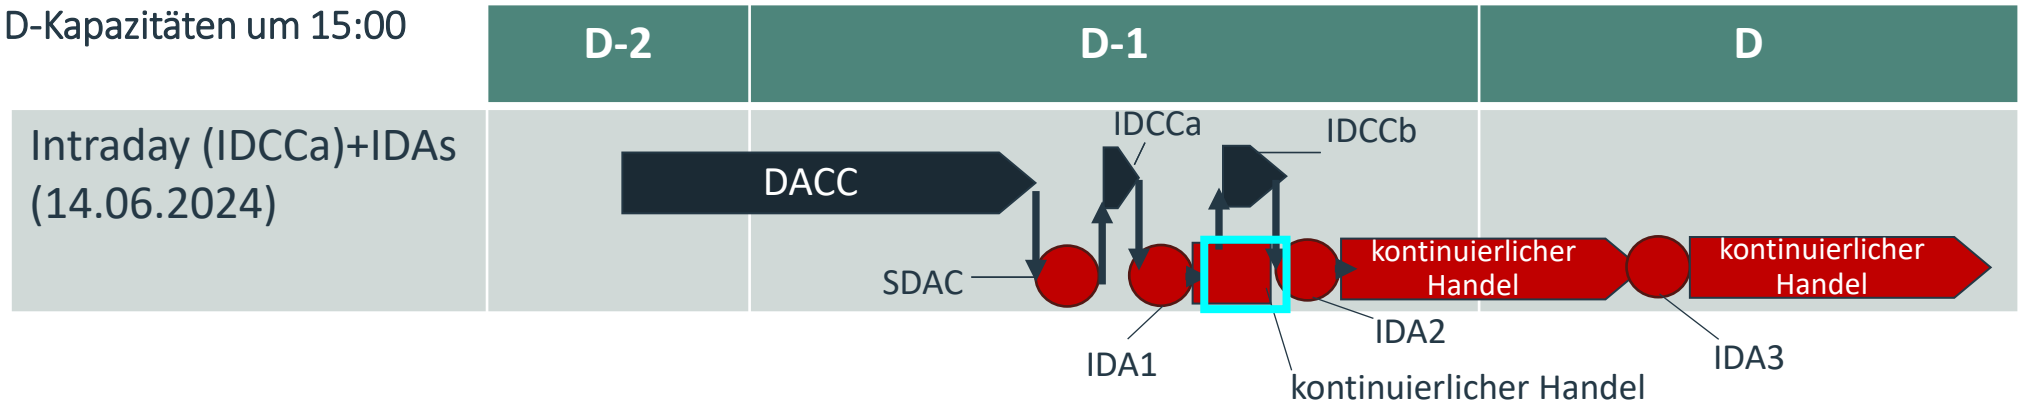 D-Kapazitäten um 15:00
D-2
D-1
D
Intraday (IDCCa)+IDAs
(14.06.2024)
DACC
IDCCa
IDCCb
SDAC
kontinuierlicher
Handel
kontinuierlicher
Handel
IDA1
IDA2
IDA3
kontinuierlicher Handel